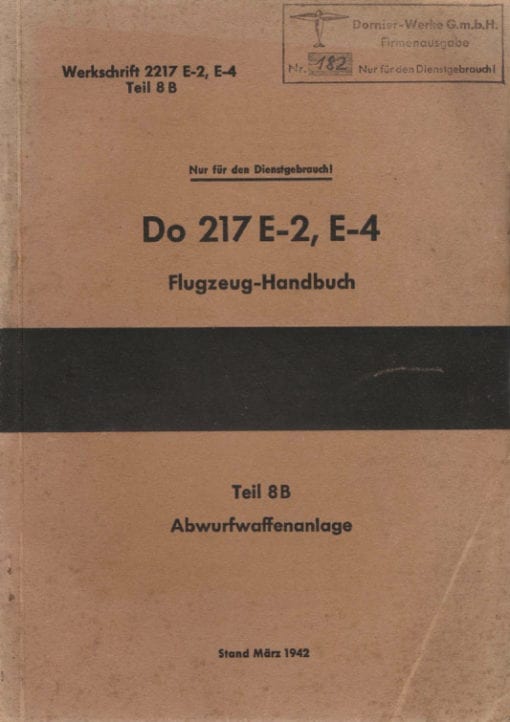 Dornier-Werke G.m.b.H.
Firmenausgabe
Nr. 182 Nur für den Dienstgebrauch!
Werkschrift 2217 E-2, E-4
Teil 8 B
Nur für den Dienstgebrauch!
Do 217 E-2, E-4
Flugzeug-Handbuch
Teil 8 B
Abwurfwaffenanlage
Stand März 1942